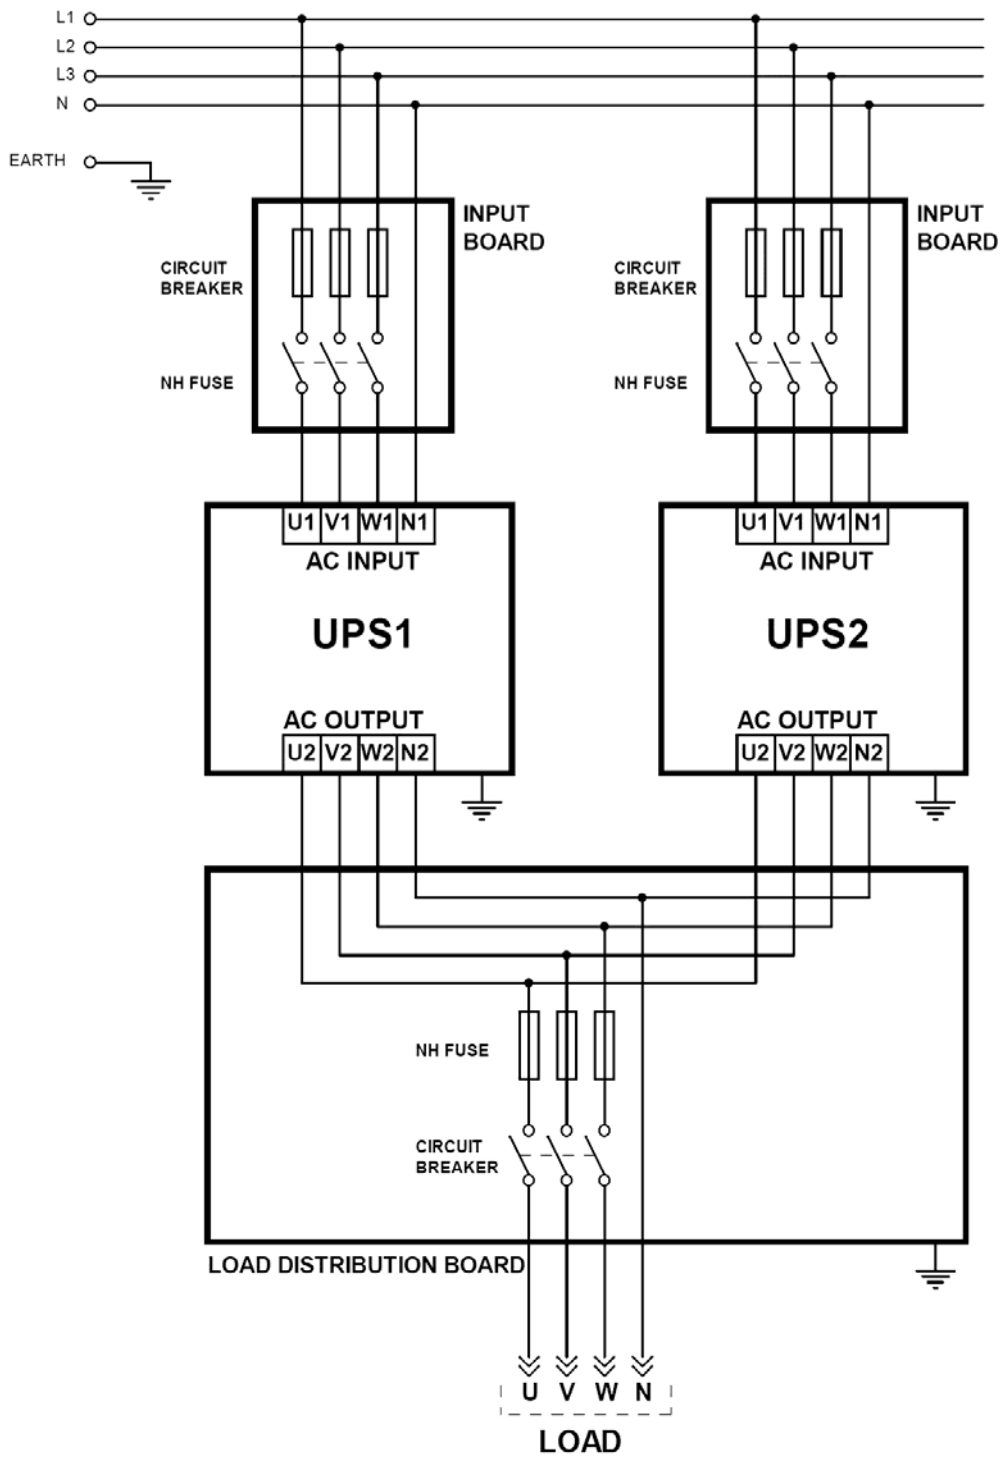 L1
L2
L3
N
EARTH
INPUT
BOARD
INPUT
BOARD
CIRCUIT
BREAKER
CIRCUIT
BREAKER
NH FUSE
NH FUSE
U1 V1 W1 N1
U1 V1 W1 N1
AC INPUT
AC INPUT
UPS1
UPS2
AC OUTPUT
AC OUTPUT
U2 V2 W2 N2
U2 V2 W2 N2
NH FUSE
CIRCUIT
BREAKER
LOAD DISTRIBUTION BOARD
U V W N
LOAD